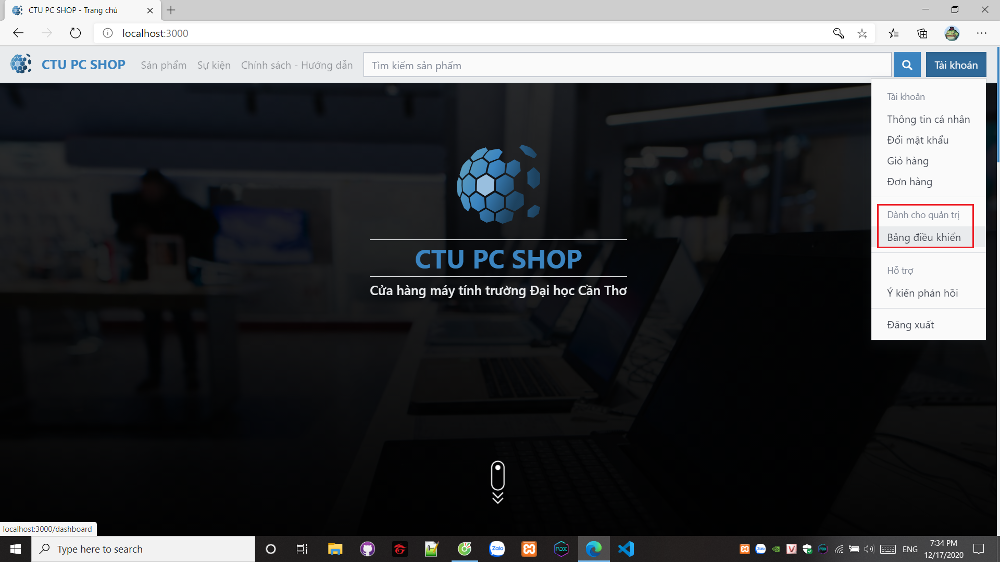 CTU PC SHOP - Trang chủ
localhost:3000
CTU PC SHOP
Sản phẩm
Sự kiện
Chính sách - Hướng dẫn
Tìm kiếm sản phẩm
Tài khoản
Tài khoản
Thông tin cá nhân
Đổi mật khẩu
Giỏ hàng
Đơn hàng
Dành cho quản trị
Bảng điều khiển
Hỗ trợ
Ý kiến phản hồi
Đăng xuất
CTU PC SHOP
Cửa hàng máy tính trường Đại học Cần Thơ
localhost:3000/dashboard
Type here to search
Zalo
nox
ENG
7:34 PM
12/17/2020